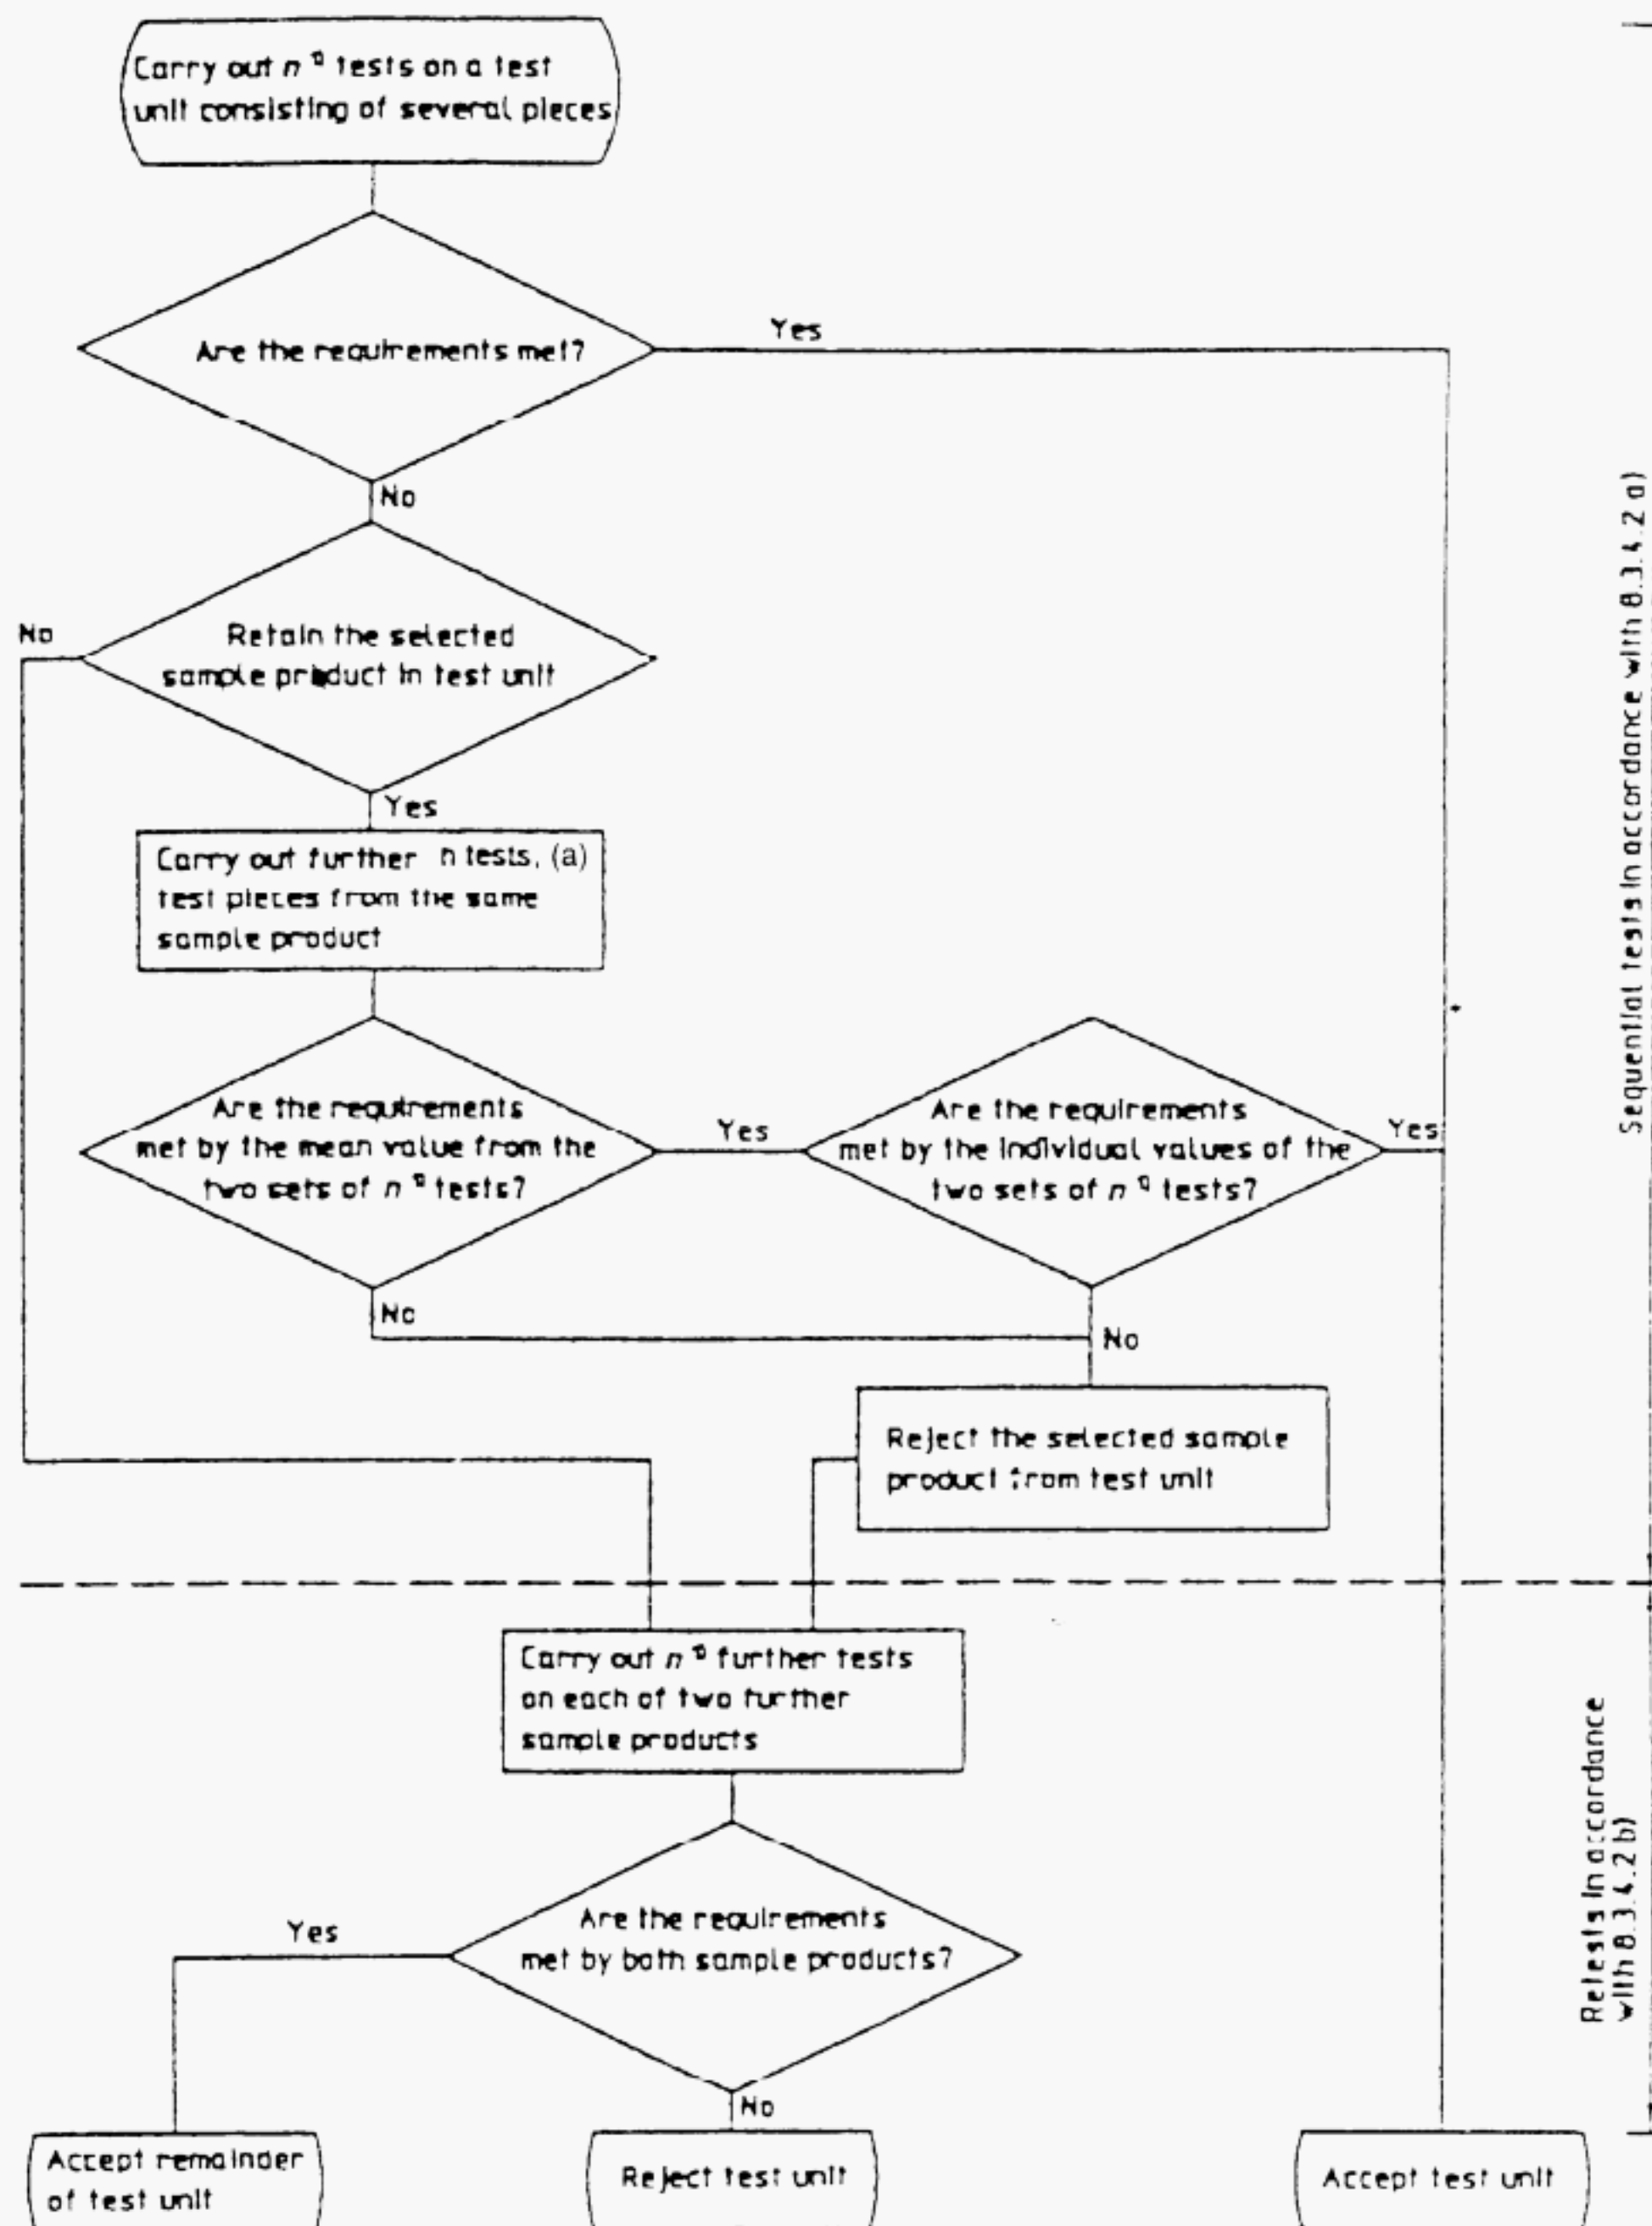 Carry out n a) tests on a test
unit consisting of several pieces
Are the requirements met?
Yes
No
Retain the selected
sample product in test unit
No
Yes
Carry out further n tests, (a)
test pieces from the same
sample product
Are the requirements
met by the mean value from the
two sets of n a) tests?
Yes
Are the requirements
met by the individual values of the
two sets of n a) tests?
Yes
No
No
Reject the selected sample
product from test unit
Sequential tests in accordance with 8.3.4.2 a)
Carry out n a) further tests
on each of two further
sample products
Are the requirements
met by both sample products?
Yes
No
Retests in accordance
with 8.3.4.2 b)
Accept remainder
of test unit
Reject test unit
Accept test unit